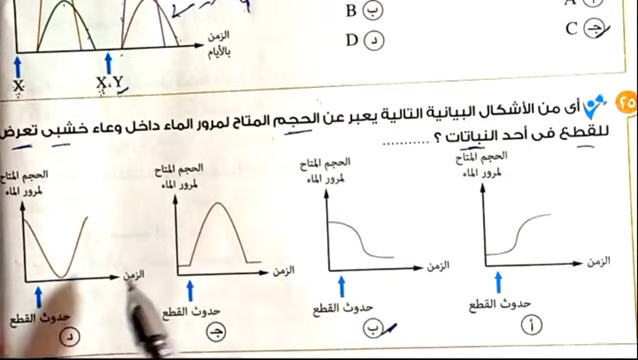 B ب
A أ
D د
C ج
الزمن بالأيام
X
X، Y
٢٥ أى من الأشكال البيانية التالية يعبر عن الحجم المتاح لمرور الماء داخل وعاء خشبى تعرض
للقطع فى أحد النباتات ؟ ...........
الحجم المتاح
لمرور الماء
الزمن
حدوث القطع
أ
الحجم المتاح
لمرور الماء
الزمن
حدوث القطع
ب
الحجم المتاح
لمرور الماء
الزمن
حدوث القطع
ج
الحجم المتاح
لمرور الماء
الزمن
حدوث القطع
د